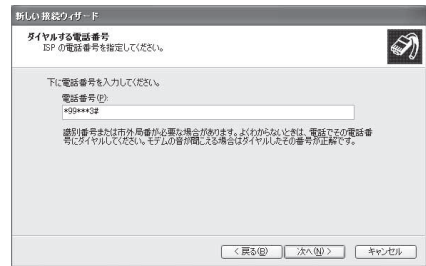 新しい接続ウィザード
ダイヤルする電話番号
ISP の電話番号を指定してください。
下に電話番号を入力してください。
電話番号(P):
*99***3#
識別番号または市外局番が必要な場合があります。よくわからないときは、電話でその電話番
号にダイヤルしてください。モデムの音が聞こえる場合はダイヤルしたその番号が正解です。
< 戻る(B)
次へ(N) >
キャンセル